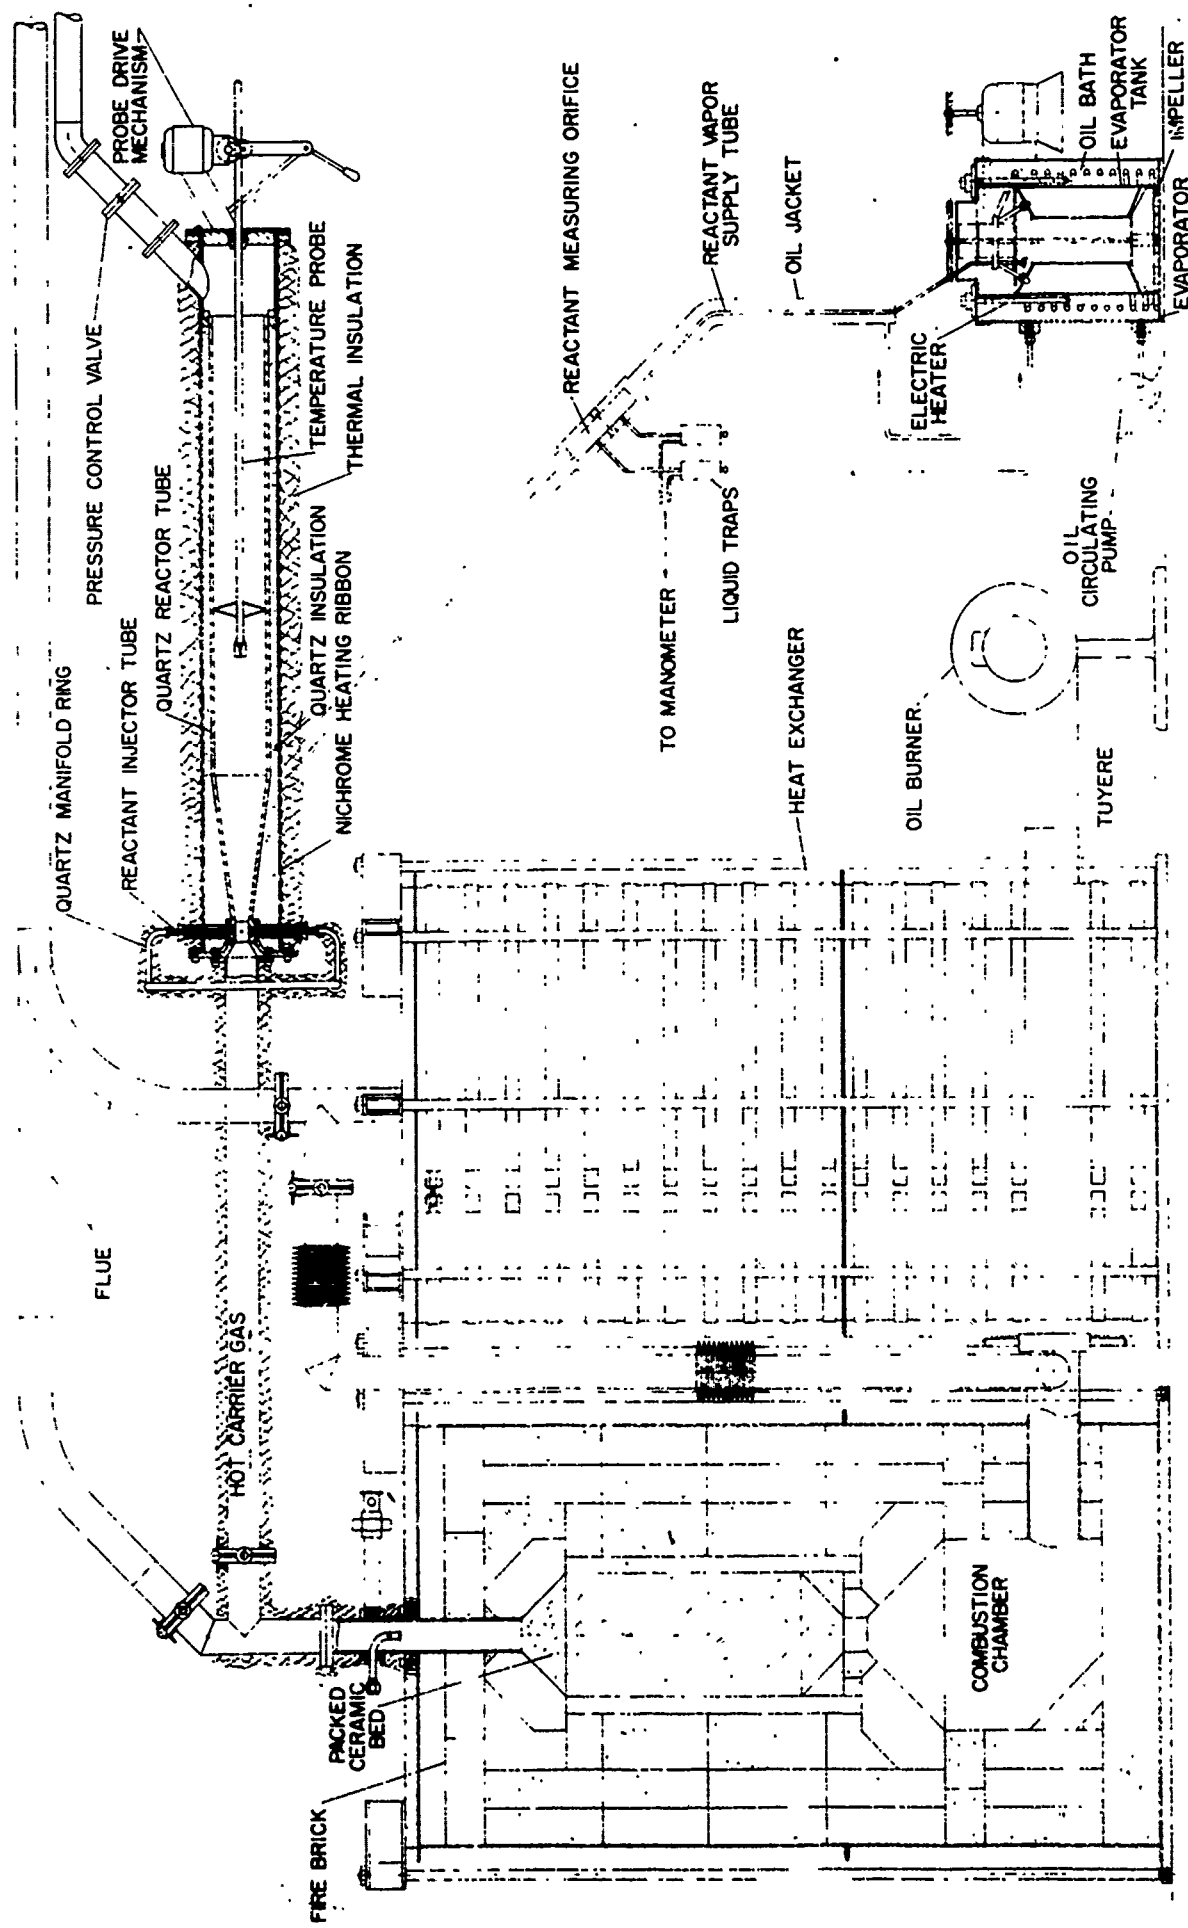 PROBE DRIVE
MECHANISM
PRESSURE CONTROL VALVE
TEMPERATURE PROBE
THERMAL INSULATION
QUARTZ REACTOR TUBE
QUARTZ INSULATION
NICHROME HEATING RIBBON
REACTANT INJECTOR TUBE
QUARTZ MANIFOLD RING
FLUE
HOT CARRIER GAS
REACTANT MEASURING ORIFICE
REACTANT VAPOR
SUPPLY TUBE
OIL JACKET
LIQUID TRAPS
TO MANOMETER
ELECTRIC
HEATER
OIL BATH
EVAPORATOR
TANK
IMPELLER
EVAPORATOR
OIL
CIRCULATING
PUMP
HEAT EXCHANGER
OIL BURNER
TUYERE
PACKED
CERAMIC
BED
FIRE BRICK
COMBUSTION
CHAMBER